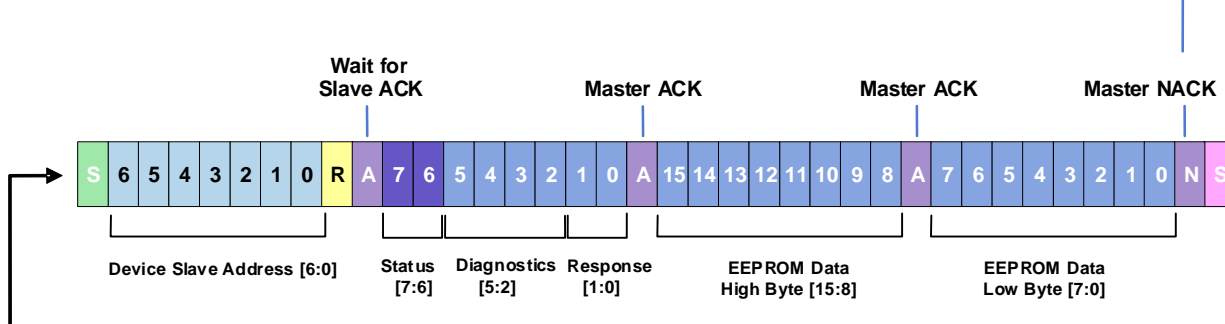 Wait for
Slave ACK
Master ACK
Master ACK
Master NACK
S 6 5 4 3 2 1 0 R A 7 6 5 4 3 2 1 0 A 15 14 13 12 11 10 9 8 A 7 6 5 4 3 2 1 0 N S
Device Slave Address [6:0]
Status
[7:6]
Diagnostics
[5:2]
Response
[1:0]
EEPROM Data
High Byte [15:8]
EEPROM Data
Low Byte [7:0]